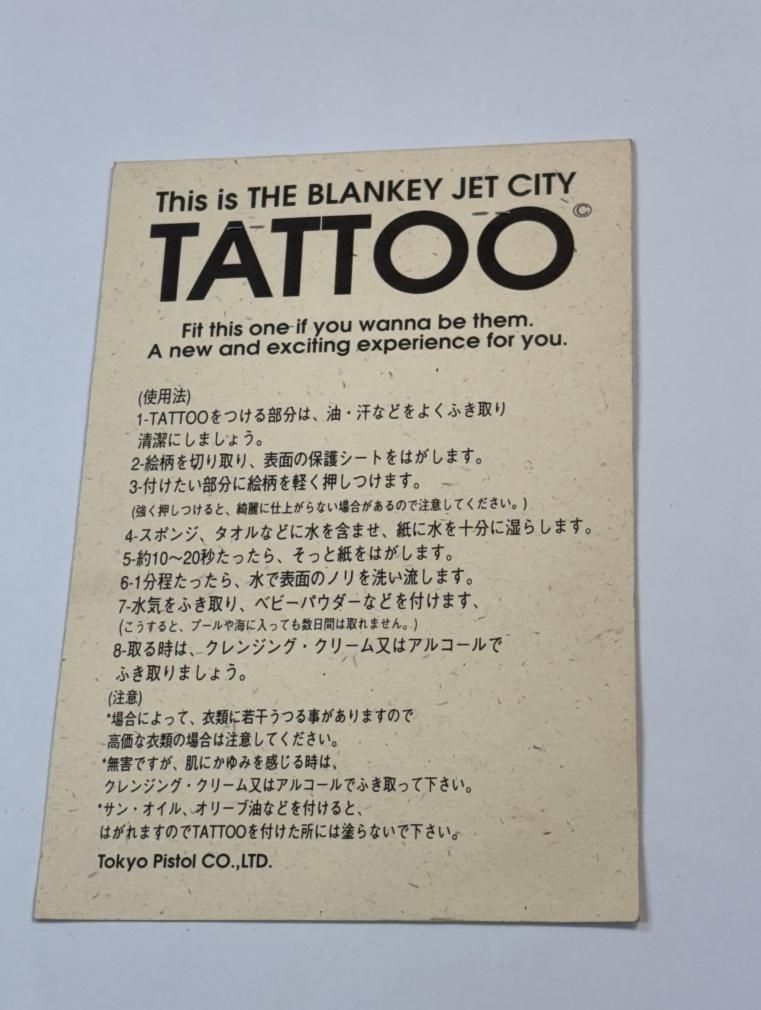 This is THE BLANKEY JET CITY
TATTOO©
Fit this one if you wanna be them.
A new and exciting experience for you.
(使用法)
1-TATTOOをつける部分は、油・汗などをよくふき取り
清潔にしましょう。
2-絵柄を切り取り、表面の保護シートをはがします。
3-付けたい部分に絵柄を軽く押しつけます。
(強く押しつけると、綺麗に仕上がらない場合があるので注意してください。)
4-スポンジ、タオルなどに水を含ませ、紙に水を十分に湿らします。
5-約10〜20秒たったら、そっと紙をはがします。
6-1分程たったら、水で表面のノリを洗い流します。
7-水気をふき取り、ベビーパウダーなどを付けます、
(こうすると、プールや海に入っても数日間は取れません。)
8-取る時は、クレンジング・クリーム又はアルコールで
ふき取りましょう。
(注意)
*場合によって、衣類に若干うつる事がありますので
高価な衣類の場合は注意してください。
*無害ですが、肌にかゆみを感じる時は、
クレンジング・クリーム又はアルコールでふき取って下さい。
*サン・オイル、オリーブ油などを付けると、
はがれますのでTATTOOを付けた所には塗らないで下さい。
Tokyo Pistol CO.,LTD.